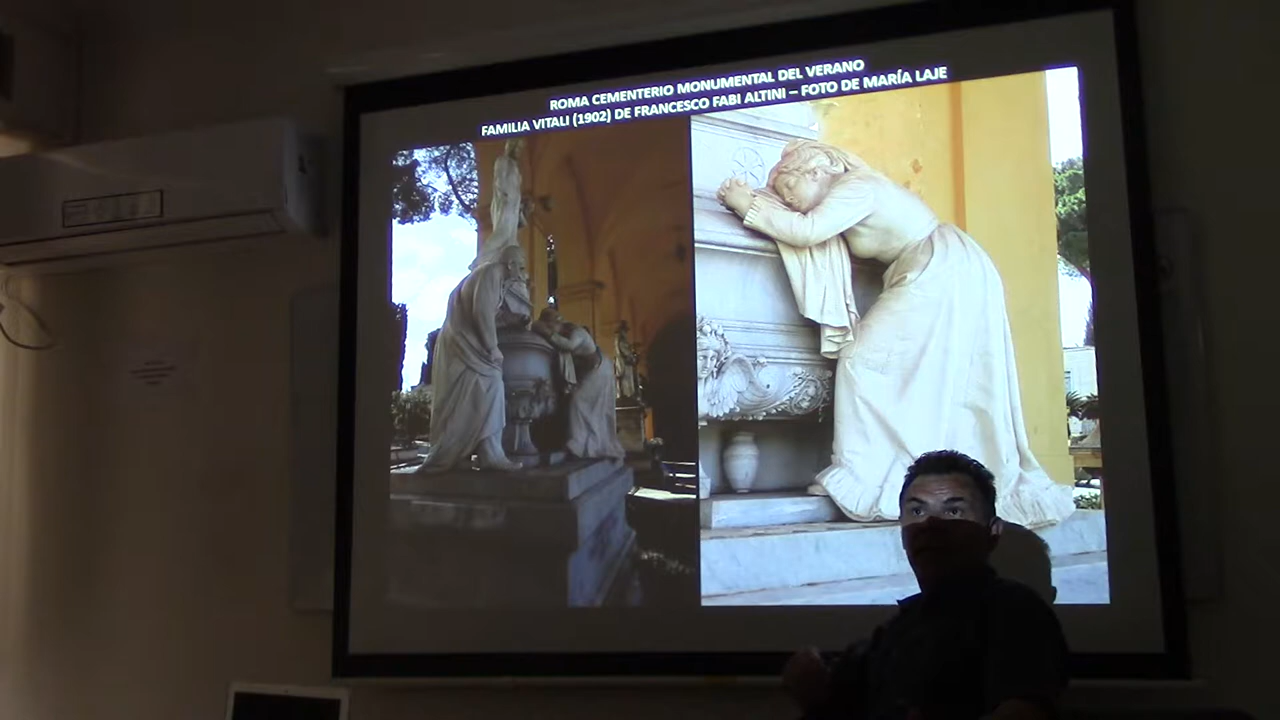 ROMA CEMENTERIO MONUMENTAL DEL VERANO
FAMILIA VITALI (1902) DE FRANCESCO FABI ALTINI – FOTO DE MARÍA LAJE